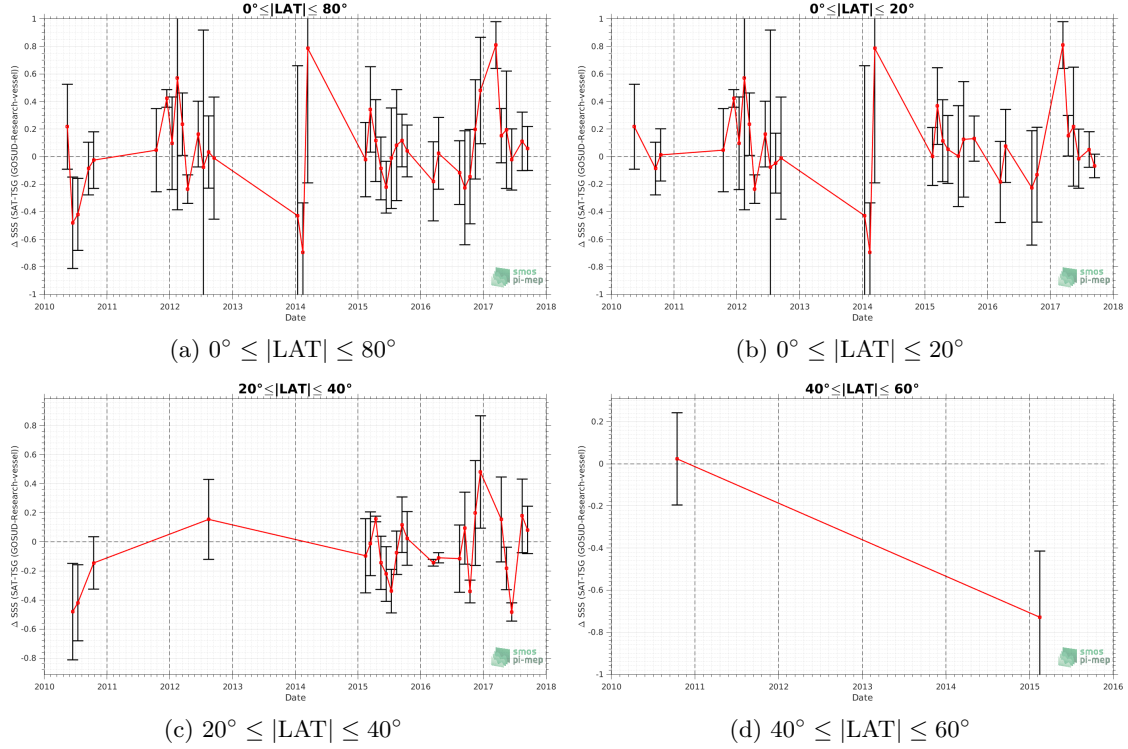 0°≤|LAT|≤ 80°
1
0.8
0.6
0.4
0.2
0
-0.2
-0.4
-0.6
-0.8
-1
Δ SSS (SAT-TSG (GOSUD-Research-vessel))
2010 2011 2012 2013 2014 2015 2016 2017 2018
Date
smos
pi-mep
(a) 0° ≤ |LAT| ≤ 80°
0°≤|LAT|≤ 20°
1
0.8
0.6
0.4
0.2
0
-0.2
-0.4
-0.6
-0.8
-1
Δ SSS (SAT-TSG (GOSUD-Research-vessel))
2010 2011 2012 2013 2014 2015 2016 2017 2018
Date
smos
pi-mep
(b) 0° ≤ |LAT| ≤ 20°
20°≤|LAT|≤ 40°
0.8
0.6
0.4
0.2
0
-0.2
-0.4
-0.6
-0.8
Δ SSS (SAT-TSG (GOSUD-Research-vessel))
2010 2011 2012 2013 2014 2015 2016 2017 2018
Date
smos
pi-mep
(c) 20° ≤ |LAT| ≤ 40°
40°≤|LAT|≤ 60°
0.2
0
-0.2
-0.4
-0.6
-0.8
-1
Δ SSS (SAT-TSG (GOSUD-Research-vessel))
2010 2011 2012 2013 2014 2015 2016
Date
smos
pi-mep
(d) 40° ≤ |LAT| ≤ 60°